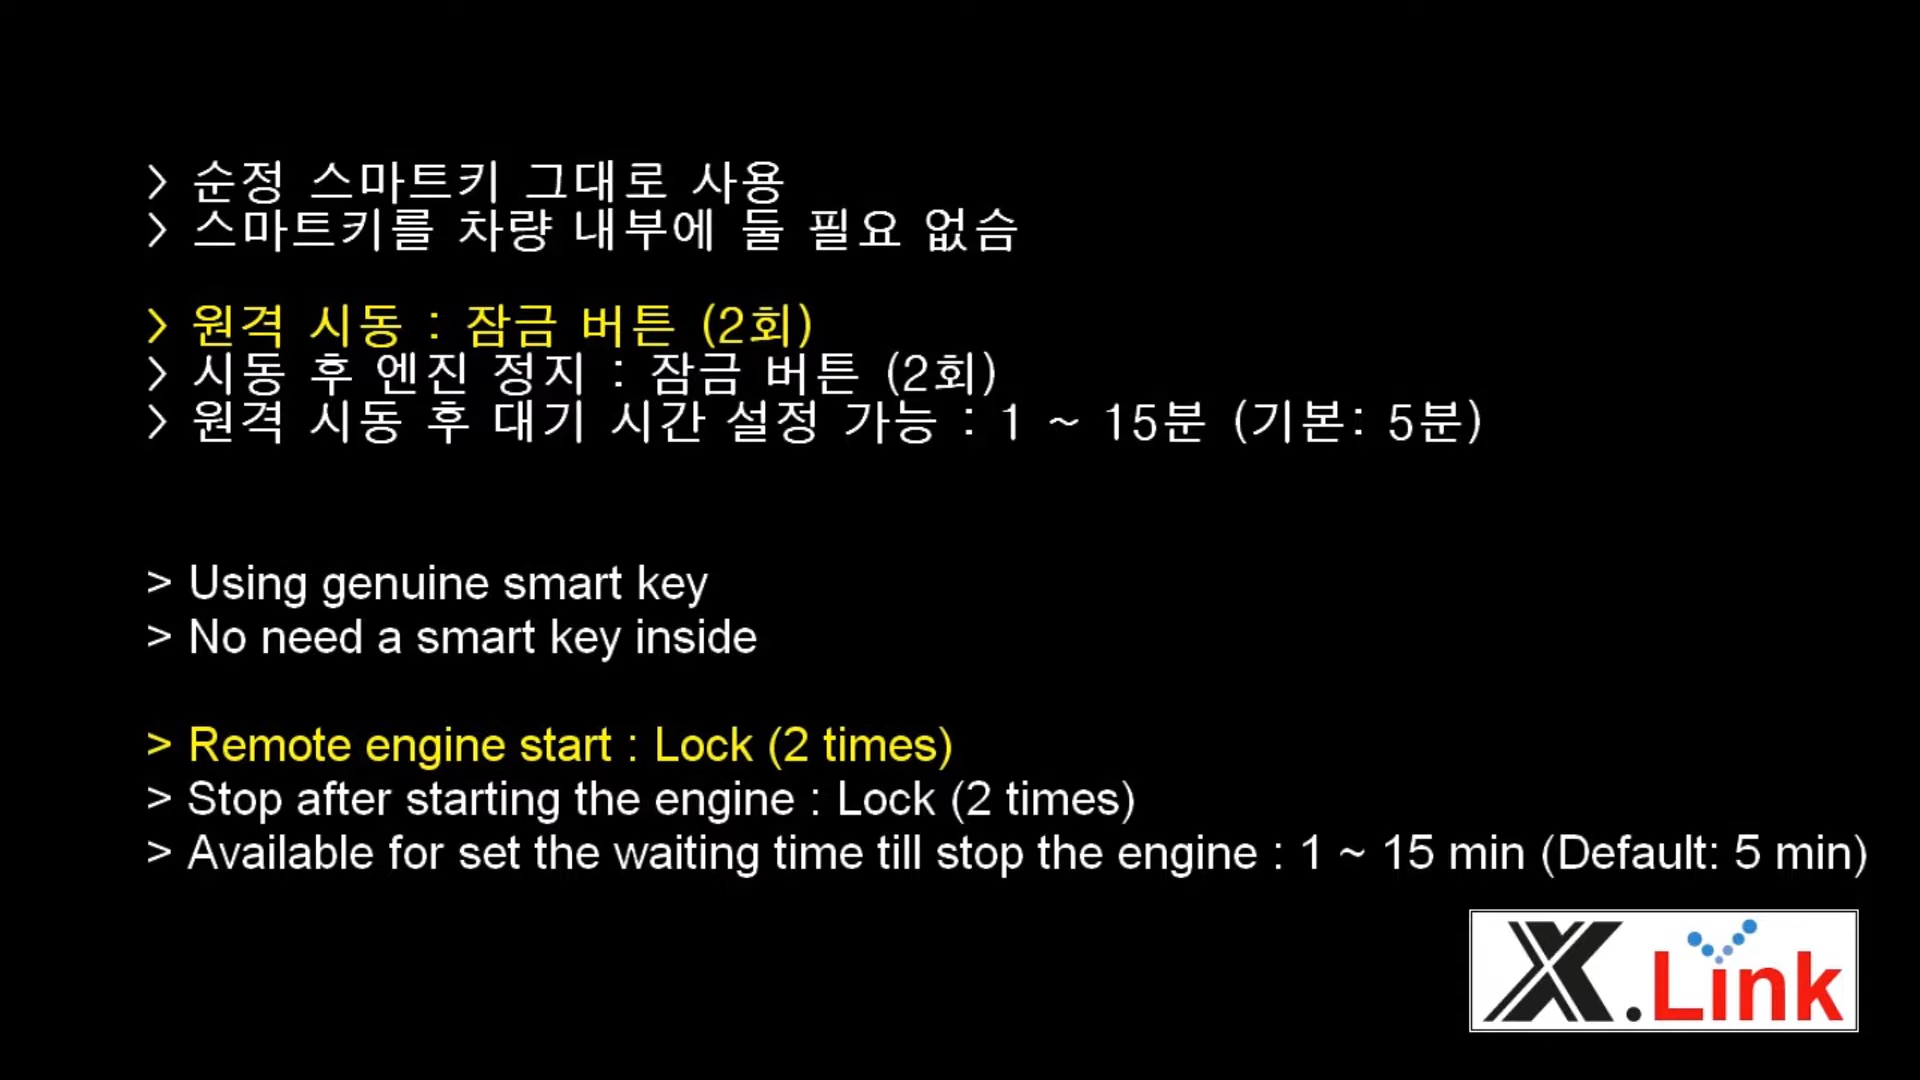 > 순정 스마트키 그대로 사용
> 스마트키를 차량 내부에 둘 필요 없슴
> 원격 시동 : 잠금 버튼 (2회)
> 시동 후 엔진 정지 : 잠금 버튼 (2회)
> 원격 시동 후 대기 시간 설정 가능 : 1 ~ 15분 (기본: 5분)
> Using genuine smart key
> No need a smart key inside
> Remote engine start : Lock (2 times)
> Stop after starting the engine : Lock (2 times)
> Available for set the waiting time till stop the engine : 1 ~ 15 min (Default: 5 min)
X.Link